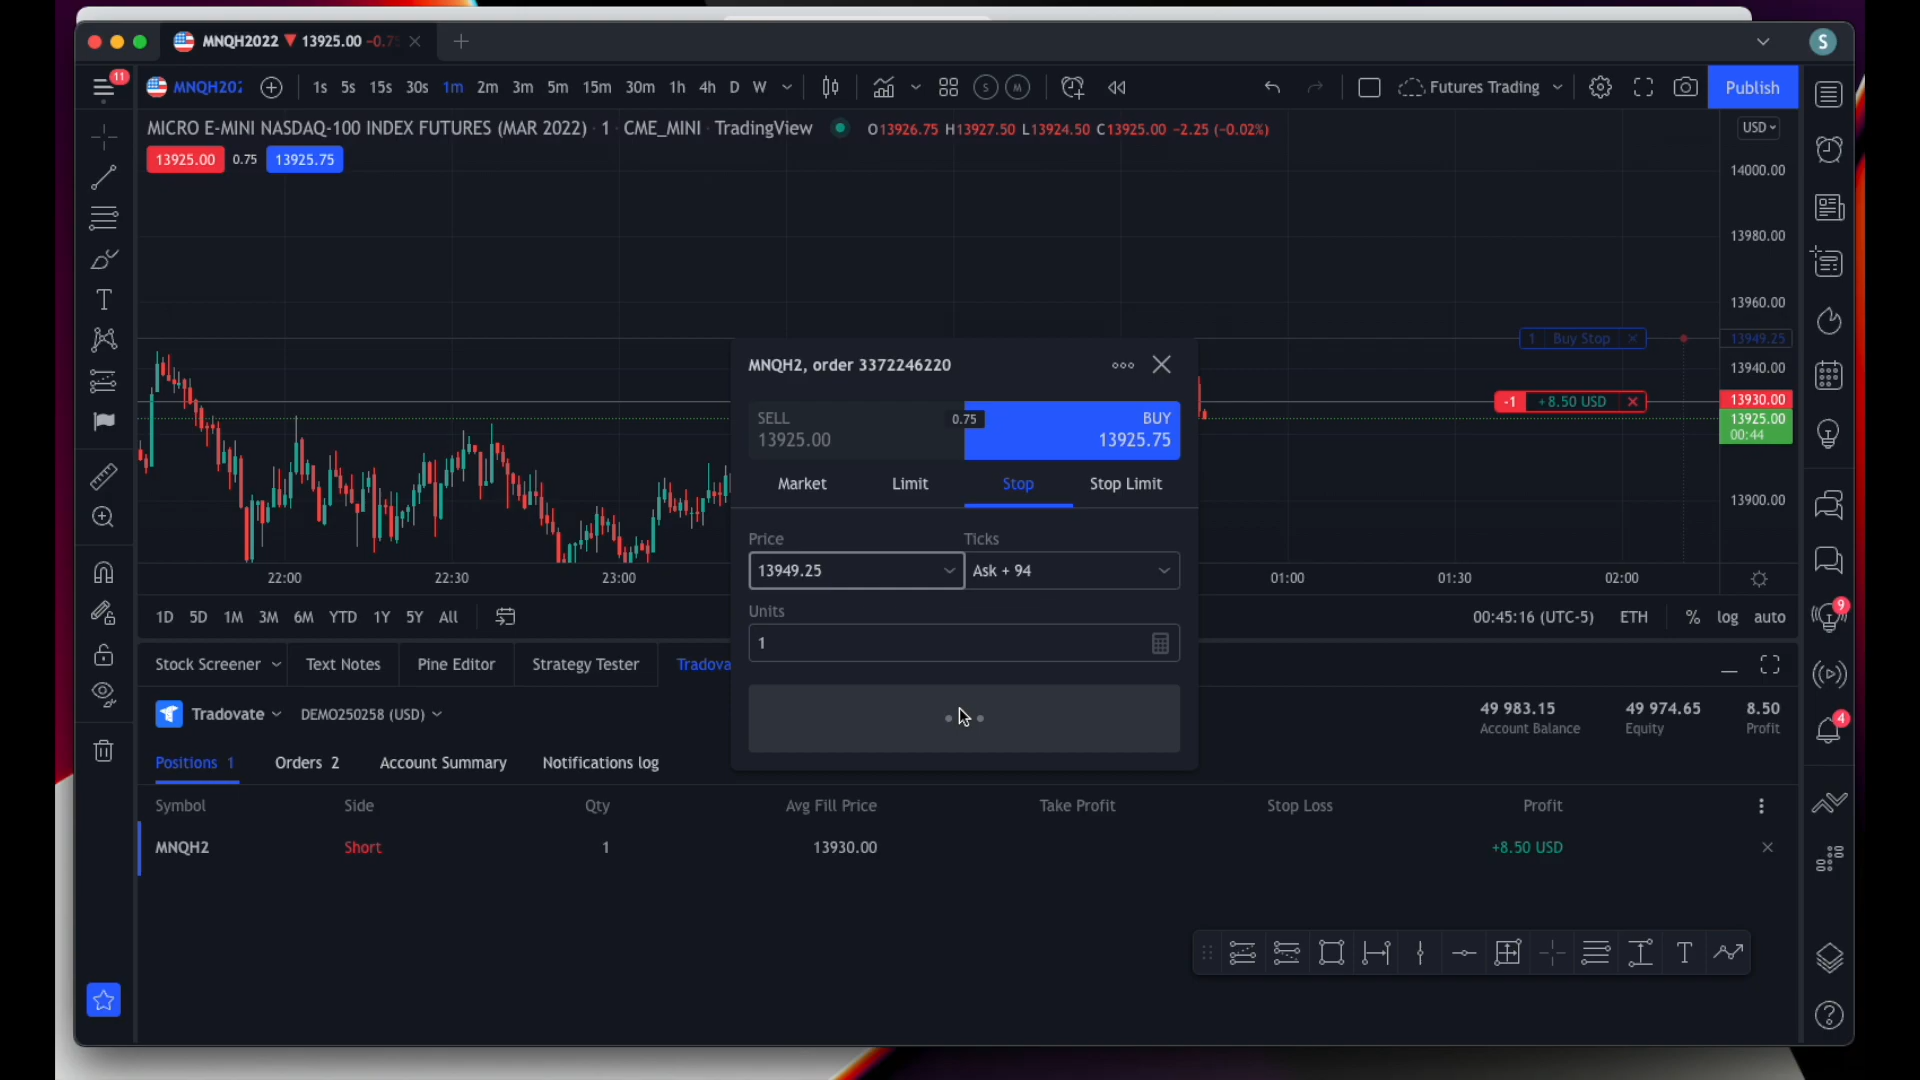 MNQH2022 ▼ 13925.00 -0.7
S
11
MNQH202
1s 5s 15s 30s 1m 2m 3m 5m 15m 30m 1h 4h D W
S M
Futures Trading
Publish
MICRO E-MINI NASDAQ-100 INDEX FUTURES (MAR 2022) · 1 · CME_MINI · TradingView
O13926.75 H13927.50 L13924.50 C13925.00 −2.25 (−0.02%)
USD
13925.00 0.75 13925.75
14000.00
13980.00
13960.00
1 Buy Stop × 13949.25
13940.00
-1 +8.50 USD × 13930.00
13925.00
00:44
13900.00
MNQH2, order 3372246220
SELL 0.75 BUY
13925.00 13925.75
Market Limit Stop Stop Limit
Price Ticks
13949.25 Ask + 94
Units
1
22:00 22:30 23:00 01:00 01:30 02:00
1D 5D 1M 3M 6M YTD 1Y 5Y All
00:45:16 (UTC-5) ETH % log auto
9
Stock Screener Text Notes Pine Editor Strategy Tester Tradova
Tradovate DEMO250258 (USD)
49 983.15 49 974.65 8.50
Account Balance Equity Profit
4
Positions 1 Orders 2 Account Summary Notifications log
Symbol Side Qty Avg Fill Price Take Profit Stop Loss Profit
MNQH2 Short 1 13930.00 +8.50 USD